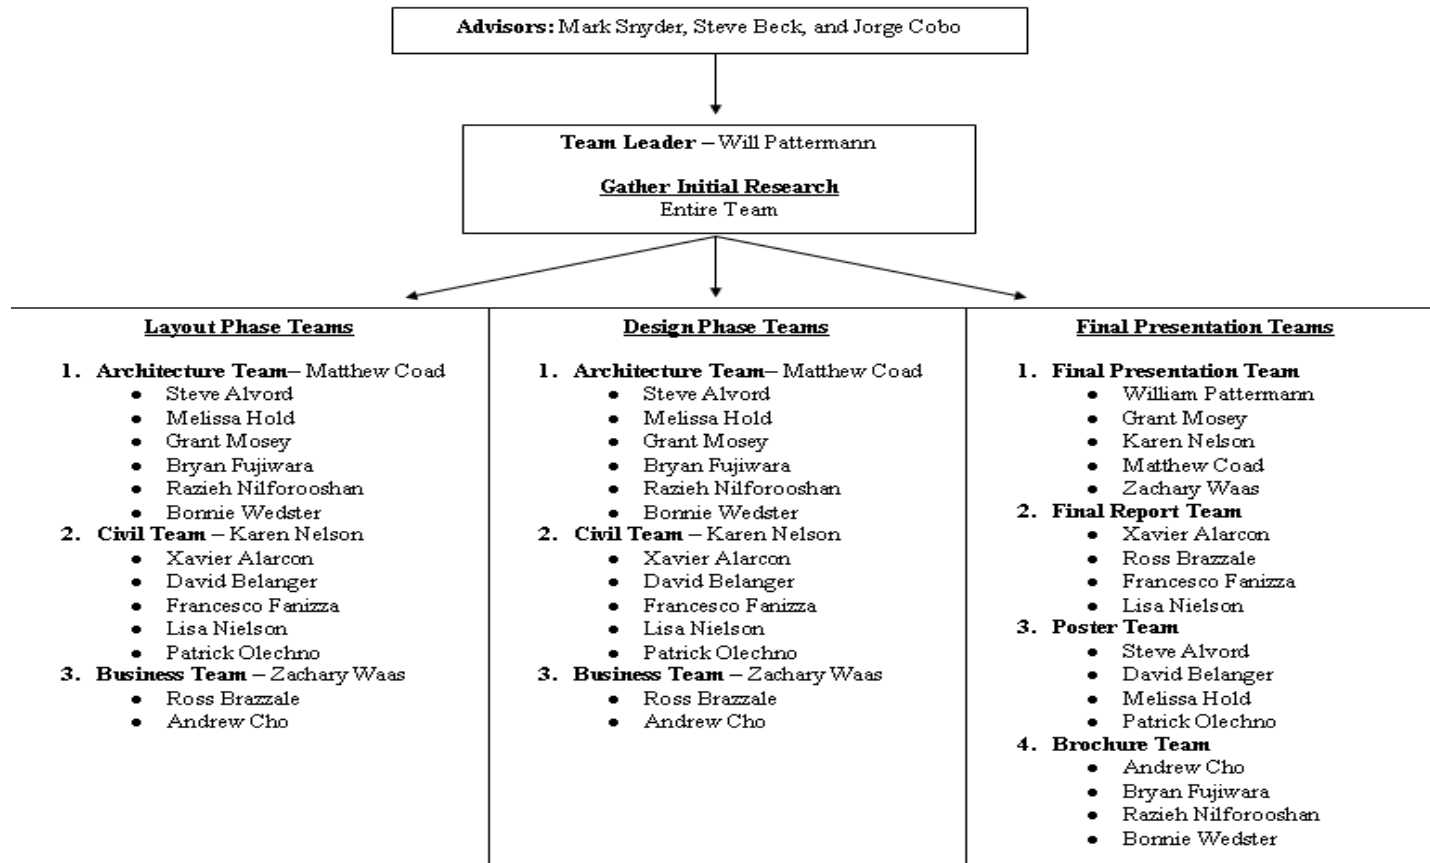 Advisors: Mark Snyder, Steve Beck, and Jorge Cobo
Team Leader – Will Pattermann
Gather Initial Research
Entire Team
Layout Phase Teams
1. Architecture Team– Matthew Coad
• Steve Alvord
• Melissa Hold
• Grant Mosey
• Bryan Fujiwara
• Razieh Nilforooshan
• Bonnie Wedster
2. Civil Team – Karen Nelson
• Xavier Alarcon
• David Belanger
• Francesco Fanizza
• Lisa Nielson
• Patrick Olechno
3. Business Team – Zachary Waas
• Ross Brazzale
• Andrew Cho
Design Phase Teams
1. Architecture Team– Matthew Coad
• Steve Alvord
• Melissa Hold
• Grant Mosey
• Bryan Fujiwara
• Razieh Nilforooshan
• Bonnie Wedster
2. Civil Team – Karen Nelson
• Xavier Alarcon
• David Belanger
• Francesco Fanizza
• Lisa Nielson
• Patrick Olechno
3. Business Team – Zachary Waas
• Ross Brazzale
• Andrew Cho
Final Presentation Teams
1. Final Presentation Team
• William Pattermann
• Grant Mosey
• Karen Nelson
• Matthew Coad
• Zachary Waas
2. Final Report Team
• Xavier Alarcon
• Ross Brazzale
• Francesco Fanizza
• Lisa Nielson
3. Poster Team
• Steve Alvord
• David Belanger
• Melissa Hold
• Patrick Olechno
4. Brochure Team
• Andrew Cho
• Bryan Fujiwara
• Razieh Nilforooshan
• Bonnie Wedster